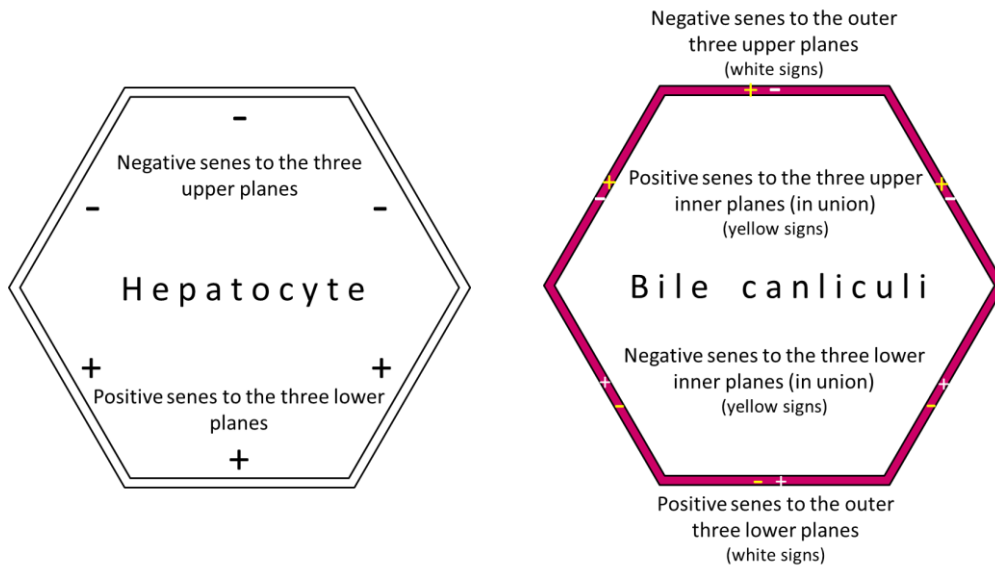 -
Negative senes to the three
upper planes
- -
H e p a t o c y t e
+ +
Positive senes to the three lower
planes
+
Negative senes to the outer
three upper planes
(white signs)
+ -
+ +
Positive senes to the three upper
inner planes (in union)
(yellow signs)
- -
B i l e c a n l i c u l i
Negative senes to the three lower
inner planes (in union)
(yellow signs)
+ +
- -
- +
Positive senes to the outer
three lower planes
(white signs)